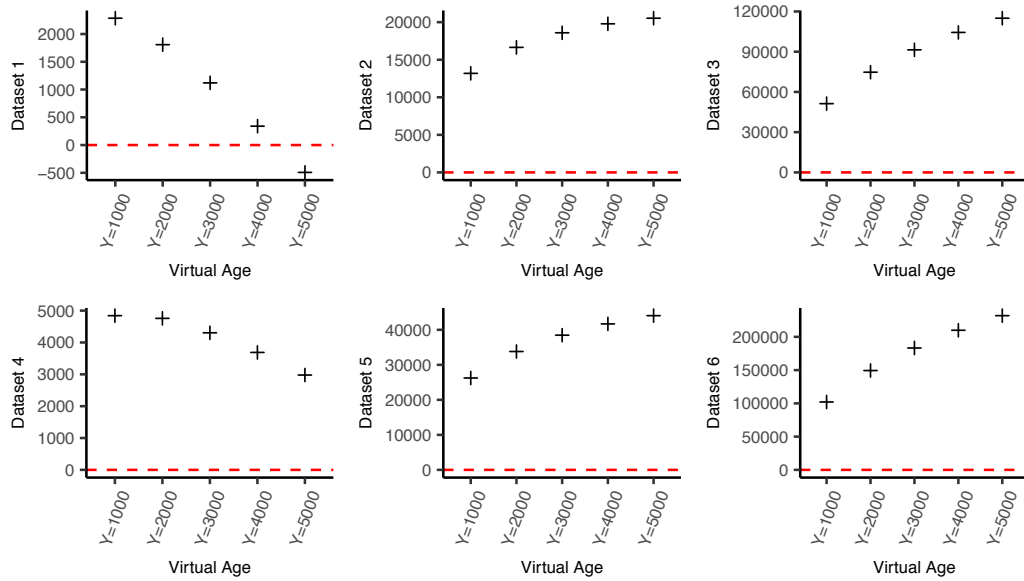 Dataset 1
2000
1500
1000
500
0
−500
Y=1000
Y=2000
Y=3000
Y=4000
Y=5000
Virtual Age
Dataset 2
20000
15000
10000
5000
0
Y=1000
Y=2000
Y=3000
Y=4000
Y=5000
Virtual Age
Dataset 3
120000
90000
60000
30000
0
Y=1000
Y=2000
Y=3000
Y=4000
Y=5000
Virtual Age
Dataset 4
5000
4000
3000
2000
1000
0
Y=1000
Y=2000
Y=3000
Y=4000
Y=5000
Virtual Age
Dataset 5
40000
30000
20000
10000
0
Y=1000
Y=2000
Y=3000
Y=4000
Y=5000
Virtual Age
Dataset 6
200000
150000
100000
50000
0
Y=1000
Y=2000
Y=3000
Y=4000
Y=5000
Virtual Age